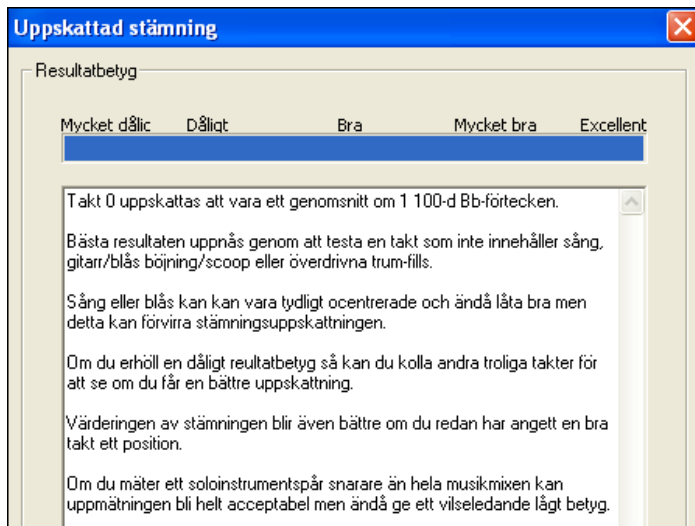 Uppskattad stämning
Resultatbetyg
Mycket dålic Dåligt Bra Mycket bra Excellent
Takt 0 uppskattas att vara ett genomsnitt om 1 100-d Bb-förtecken.
Bästa resultaten uppnås genom att testa en takt som inte innehåller sång,
gitarr/blås böjning/scoop eller överdrivna trum-fills.
Sång eller blås kan kan vara tydligt ocentrerade och ändå låta bra men
detta kan förvirra stämningsuppskattningen.
Om du erhöll en dåligt reultatbetyg så kan du kolla andra troliga takter för
att se om du får en bättre uppskattning.
Värderingen av stämningen blir även bättre om du redan har angett en bra
takt ett position.
Om du mäter ett soloinstrumentspår snarare än hela musikmixen kan
uppmätningen bli helt acceptabel men ändå ge ett vilseledande lågt betyg.